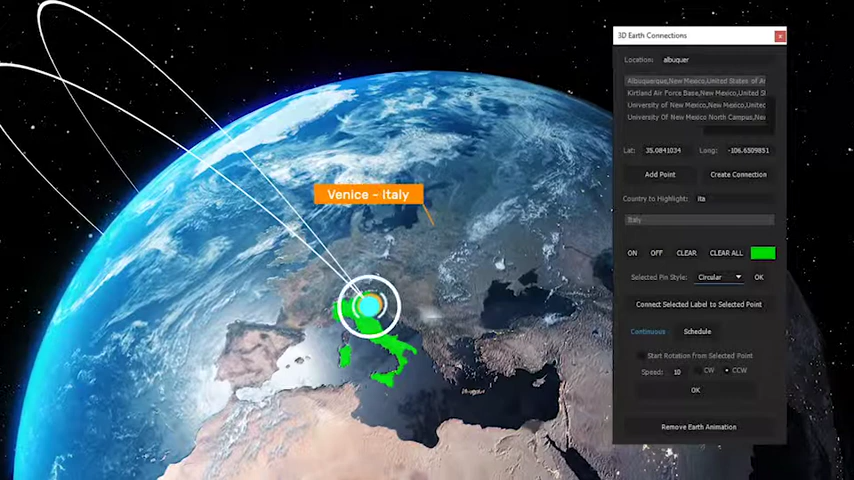 3D Earth Connections
Location: albuquer
Albuquerque,New Mexico,United States of
Kirtland Air Force Base,New Mexico,United
University of New Mexico,New Mexico,United
University Of New Mexico North Campus,
Lat: 35.0841034 Long: -106.6509851
Add Point Create Connection
Venice - Italy
Country to Highlight: ita
Italy
ON OFF CLEAR CLEAR ALL
Selected Pin Style: Circular OK
Connect Selected Label to Selected Point
Continuous Schedule
Start Rotation from Selected Point
Speed: 10 CW CCW
OK
Remove Earth Animation